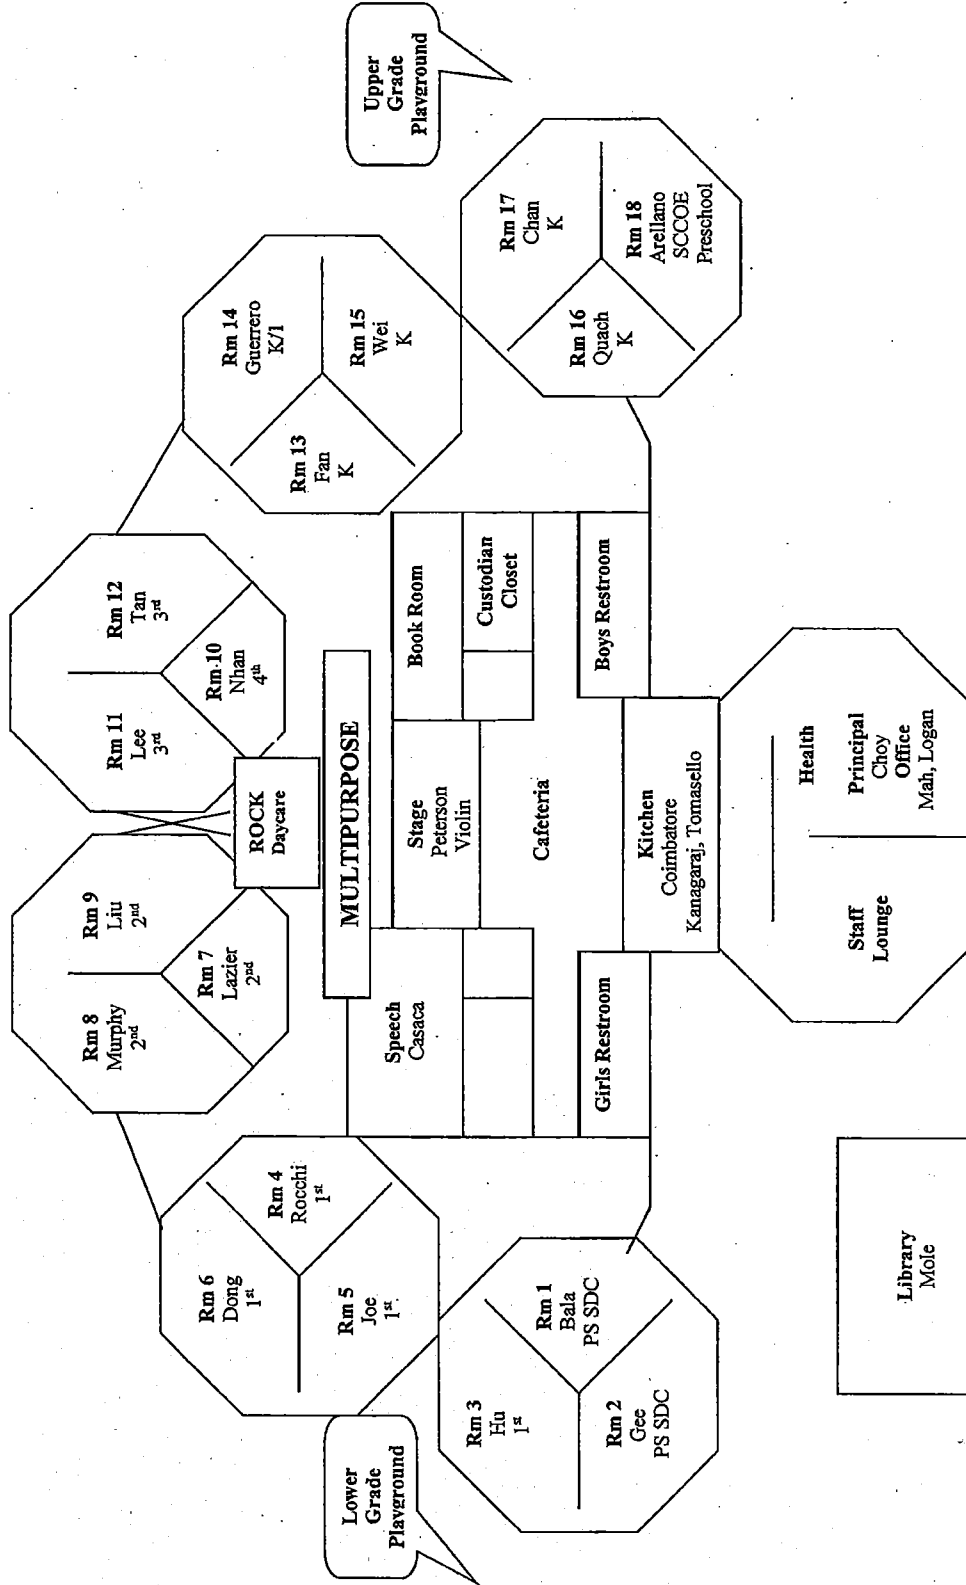 Upper
Grade
Playground
Rm 17
Chan
K
Rm 18
Arellano
SCCOE
Preschool
Rm 16
Quach
K
Rm 14
Guerrero
K/1
Rm 15
Wei
K
Rm 13
Fan
K
Rm 12
Tan
3rd
Rm 10
Nhan
4th
Rm 11
Lee
3rd
ROCK
Daycare
MULTIPURPOSE
Book Room
Custodian
Closet
Boys Restroom
Stage
Peterson
Violin
Cafeteria
Kitchen
Coimbatore
Kanagaraj, Tomasello
Health
Principal
Choy
Office
Mah, Logan
Staff
Lounge
Rm 9
Liu
2nd
Rm 7
Lazier
2nd
Rm 8
Murphy
2nd
Speech
Casaca
Girls Restroom
Rm 4
Rocchi
1st
Rm 6
Dong
1st
Rm 5
Joe
1st
Rm 1
Bala
PS SDC
Rm 3
Hu
1st
Rm 2
Gee
PS SDC
Lower
Grade
Playground
Library
Mole